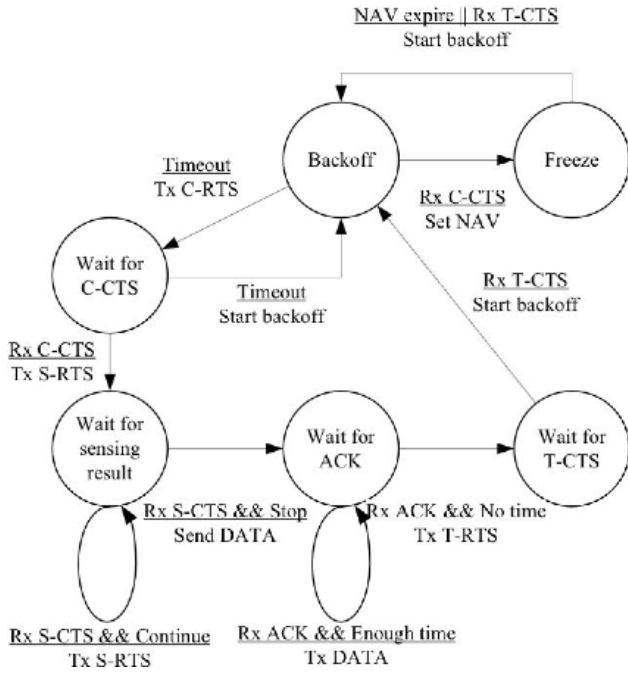 NAV expire || Rx T-CTS
Start backoff
Backoff
Freeze
Timeout
Tx C-RTS
Rx C-CTS
Set NAV
Wait for
C-CTS
Timeout
Start backoff
Rx T-CTS
Start backoff
Rx C-CTS
Tx S-RTS
Wait for
sensing
result
Wait for
ACK
Wait for
T-CTS
Rx S-CTS && Stop
Send DATA
Rx ACK && No time
Tx T-RTS
Rx S-CTS && Continue
Tx S-RTS
Rx ACK && Enough time
Tx DATA